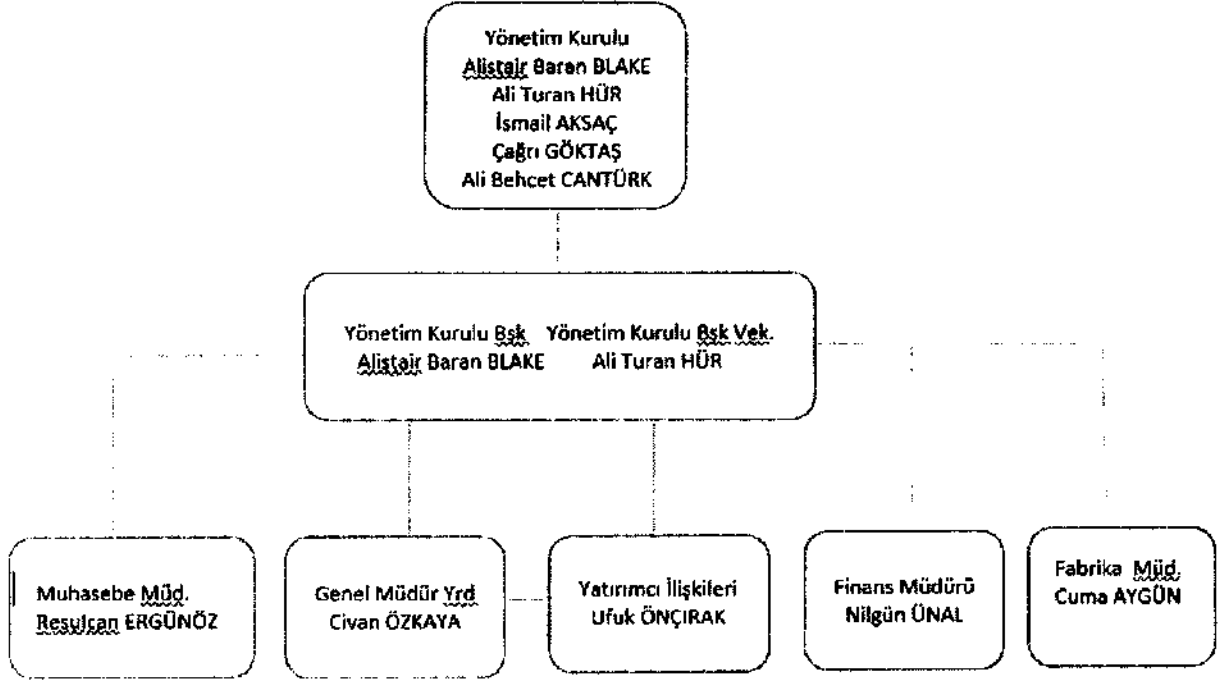 Yönetim Kurulu
Alistair Baran BLAKE
Ali Turan HÜR
İsmail AKSAÇ
Çağrı GÖKTAŞ
Ali Behcet CANTÜRK
Yönetim Kurulu Bşk Yönetim Kurulu Bşk Vek.
Alistair Baran BLAKE Ali Turan HÜR
Muhasebe Müd.
Resulcan ERGÜNÖZ
Genel Müdür Yrd
Civan ÖZKAYA
Yatırımcı İlişkileri
Ufuk ÖNÇIRAK
Finans Müdürü
Nilgün ÜNAL
Fabrika Müd.
Cuma AYGÜN